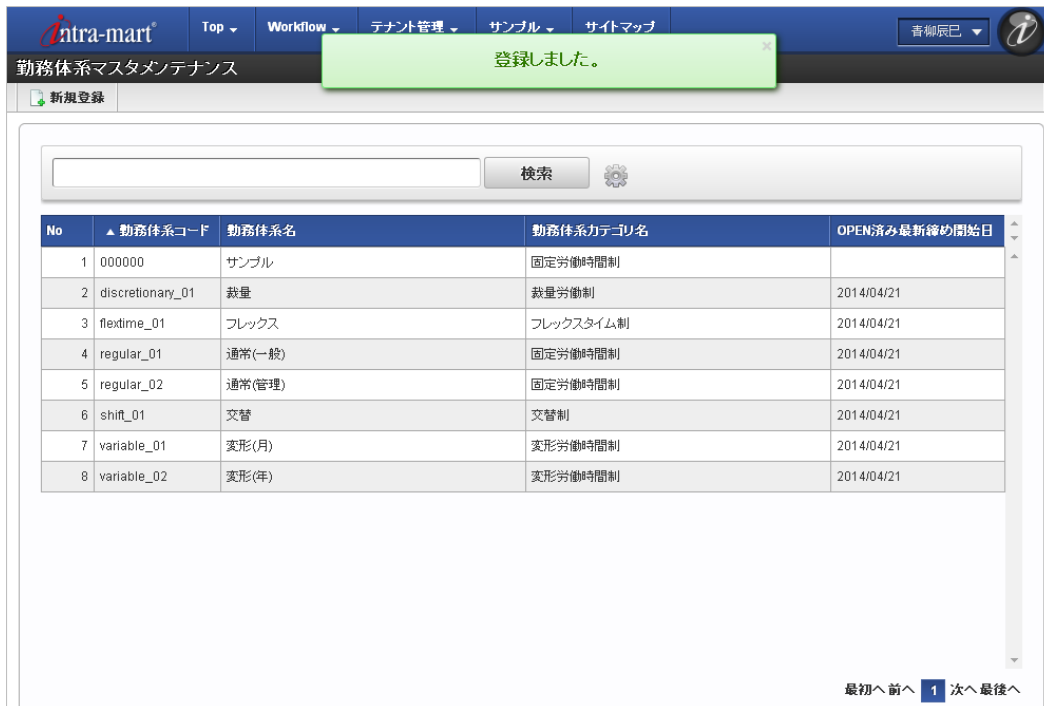 intra-mart® Top Workflow テナント管理 サンプル サイトマップ 青柳辰巳
登録しました。
勤務体系マスタメンテナンス
新規登録
検索
No ▲ 勤務体系コード 勤務体系名 勤務体系カテゴリ名 OPEN済み最新締め開始日
1 000000 サンプル 固定労働時間制
2 discretionary_01 裁量 裁量労働制 2014/04/21
3 flextime_01 フレックス フレックスタイム制 2014/04/21
4 regular_01 通常(一般) 固定労働時間制 2014/04/21
5 regular_02 通常(管理) 固定労働時間制 2014/04/21
6 shift_01 交替 交替制 2014/04/21
7 variable_01 変形(月) 変形労働時間制 2014/04/21
8 variable_02 変形(年) 変形労働時間制 2014/04/21
最初へ 前へ 1 次へ 最後へ